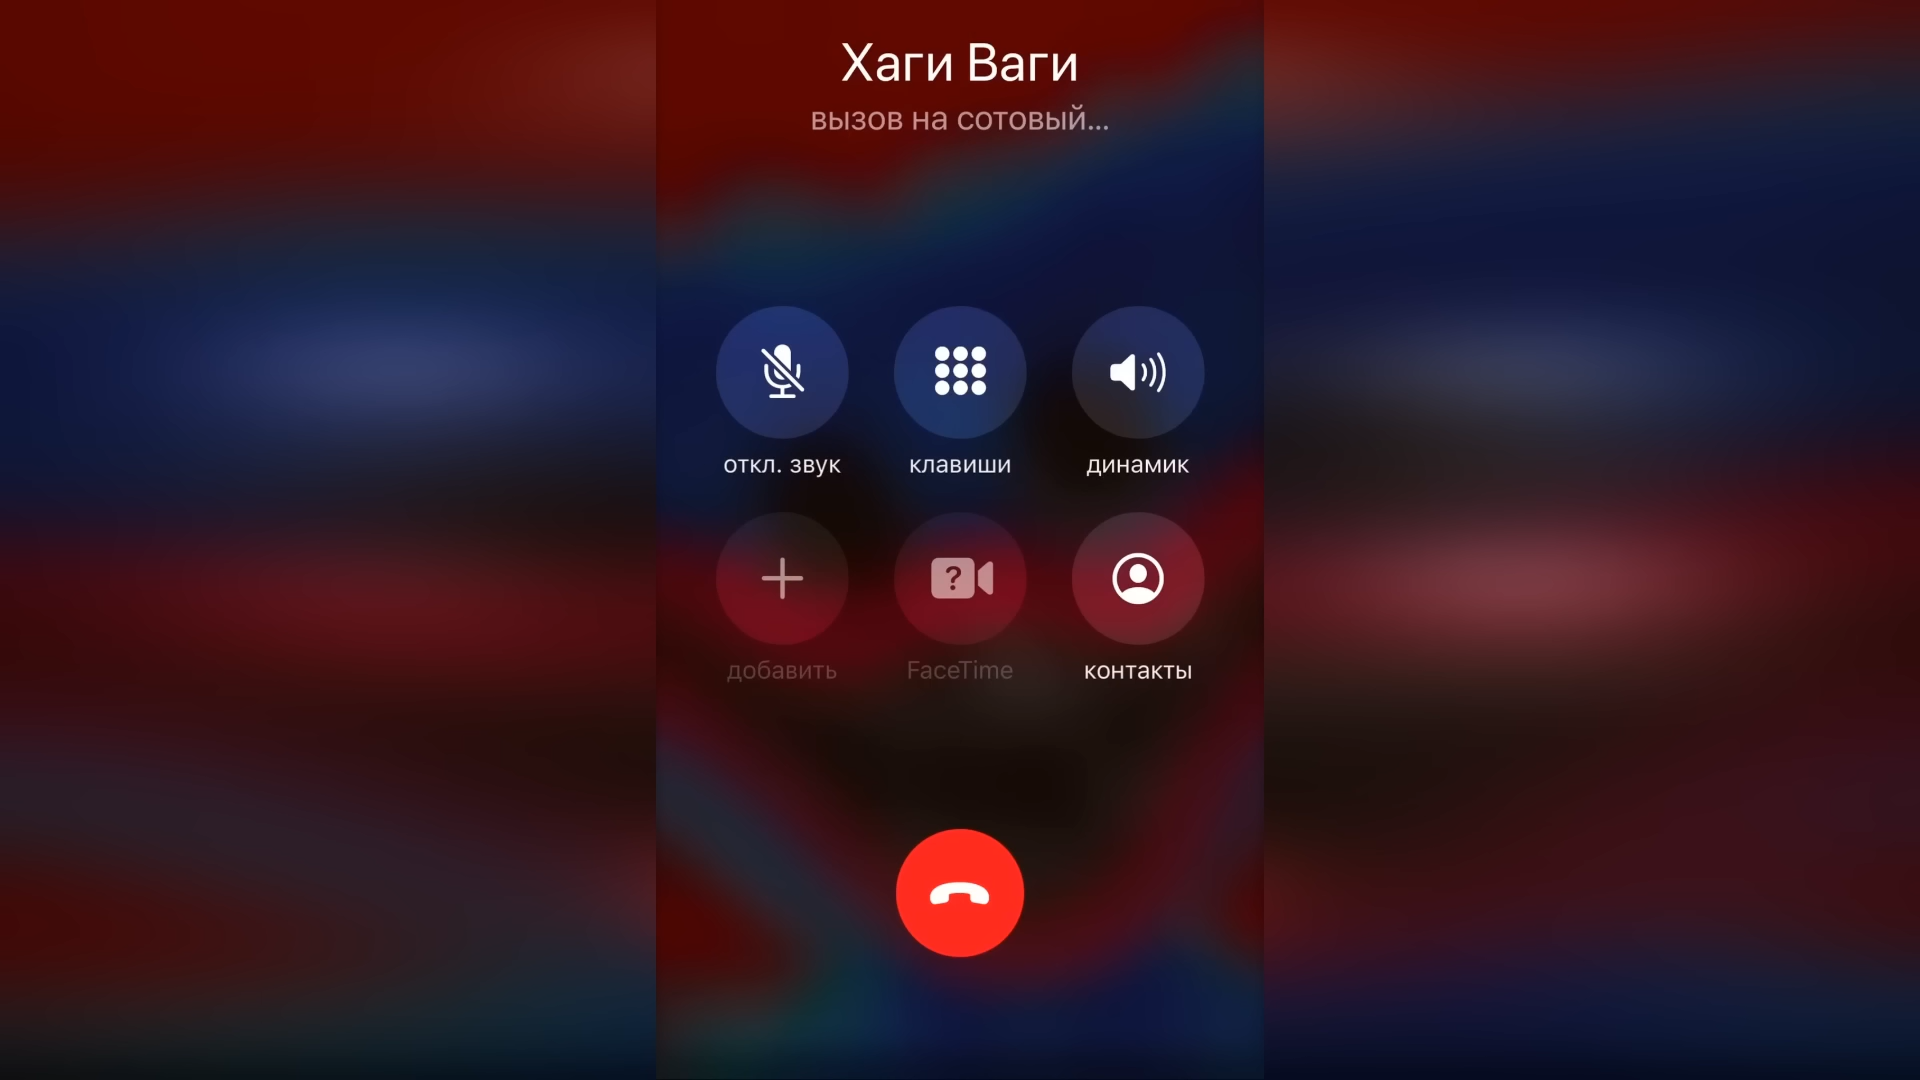 Хаги Ваги
вызов на сотовый...
откл. звук
клавиши
динамик
?
добавить
FaceTime
контакты